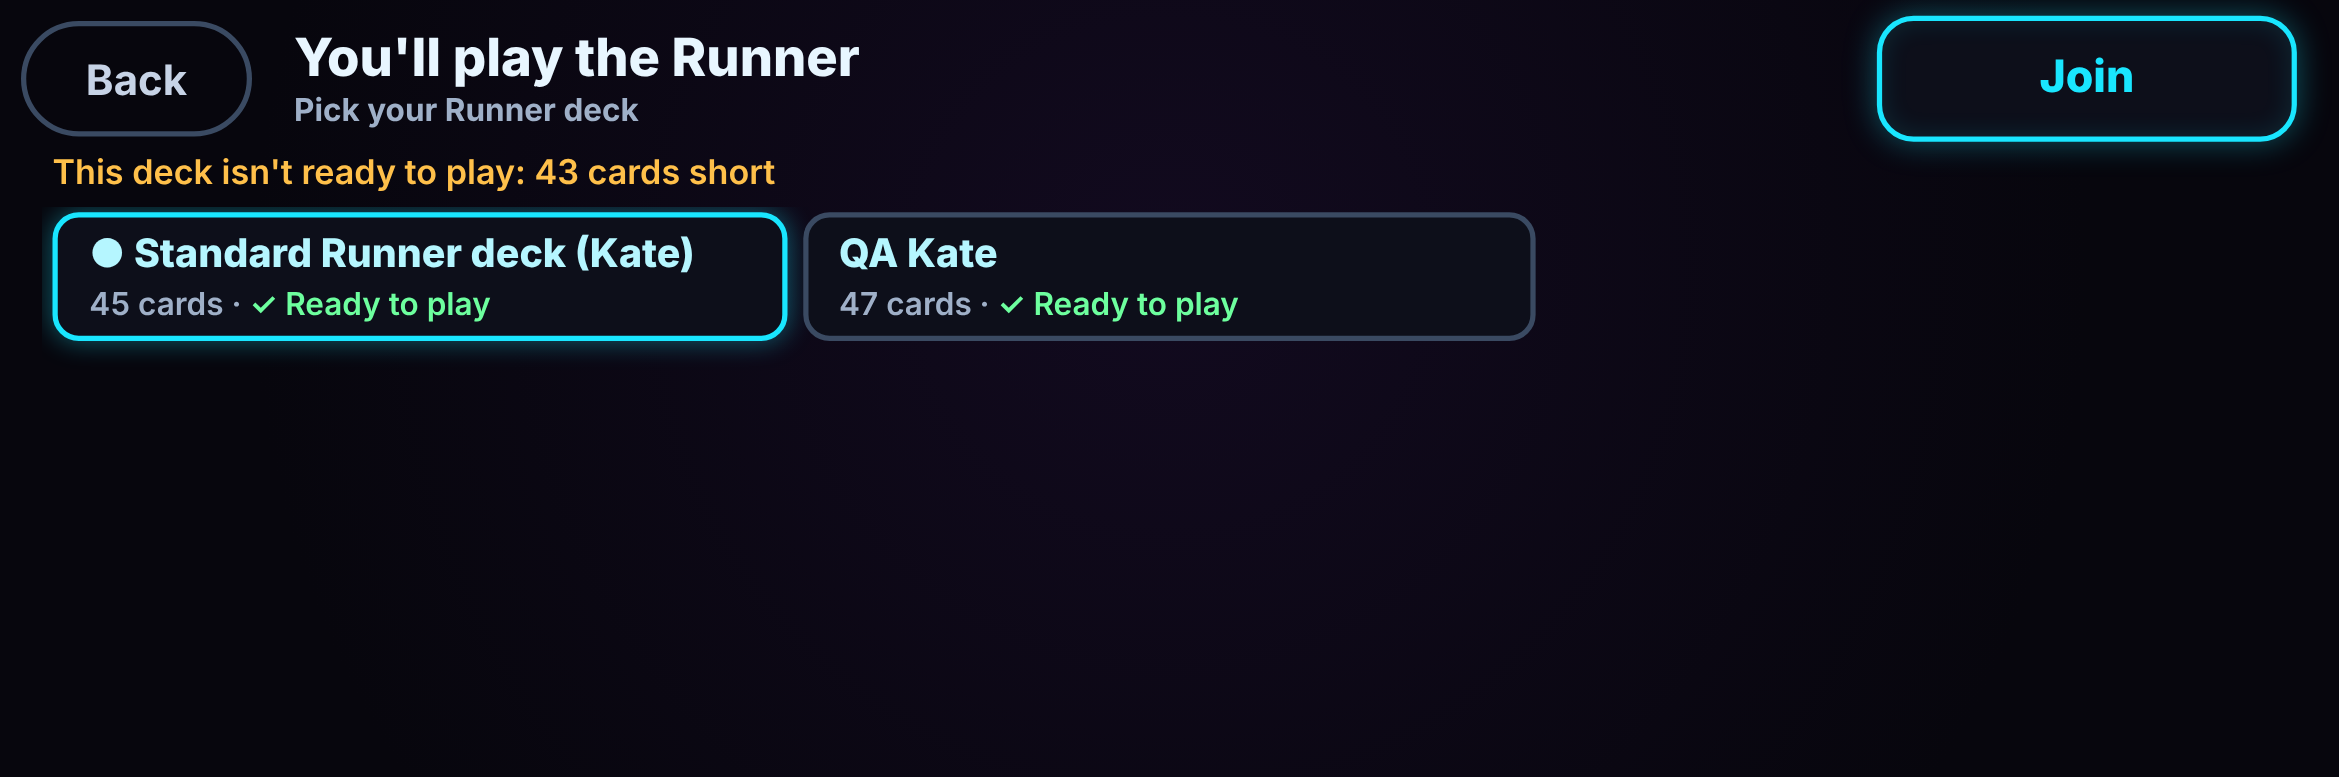 Back
You'll play the Runner
Pick your Runner deck
Join
This deck isn't ready to play: 43 cards short
● Standard Runner deck (Kate)
45 cards · ✓ Ready to play
QA Kate
47 cards · ✓ Ready to play